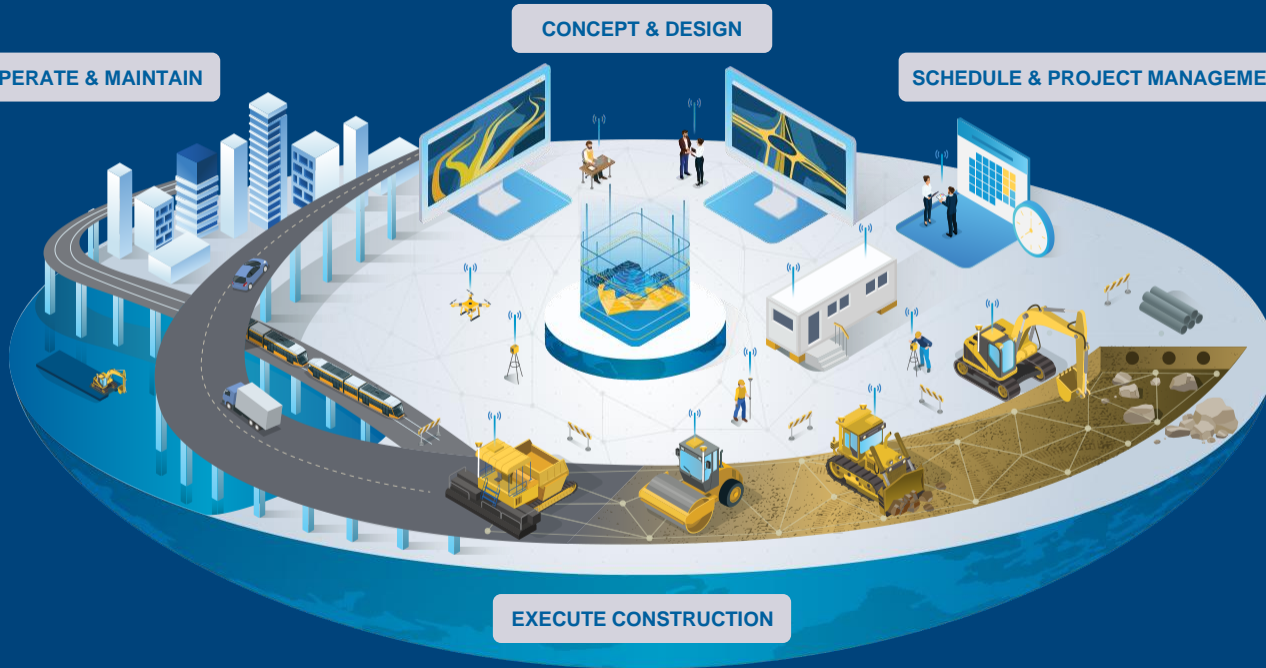 CONCEPT & DESIGN
PERATE & MAINTAIN
SCHEDULE & PROJECT MANAGEME
EXECUTE CONSTRUCTION